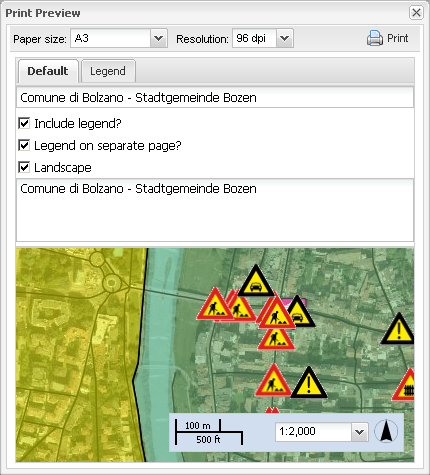 Print Preview
Paper size: A3 Resolution: 96 dpi Print
Default Legend
Comune di Bolzano - Stadtgemeinde Bozen
Include legend?
Legend on separate page?
Landscape
Comune di Bolzano - Stadtgemeinde Bozen
100 m
500 ft
1:2,000